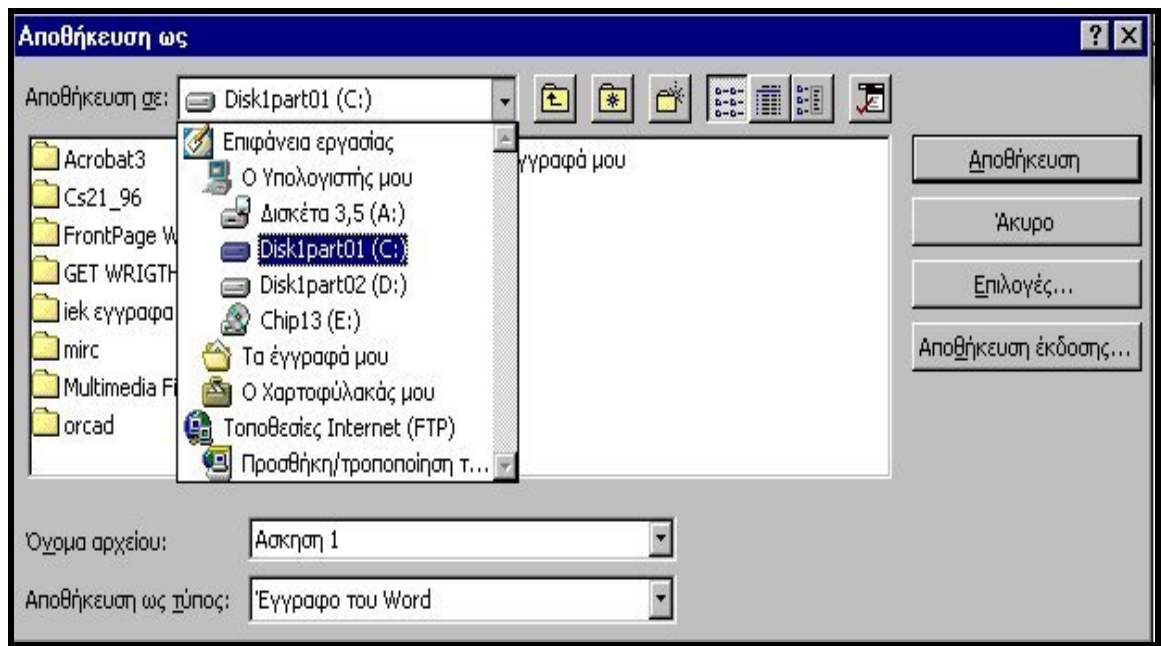 Αποθήκευση ως
Αποθήκευση σε: Disk1part01 (C:)
Επιφάνεια εργασίας
Ο Υπολογιστής μου
Δισκέτα 3,5 (A:)
Disk1part01 (C:)
Disk1part02 (D:)
Chip13 (E:)
Τα έγγραφά μου
Ο Χαρτοφύλακάς μου
Τοποθεσίες Internet (FTP)
Προσθήκη/τροποποίηση τ...
Acrobat3
Cs21_96
FrontPage W
GET WRIGTH
iek εγγραφα
mirc
Multimedia Fi
orcad
γγραφά μου
Αποθήκευση
Άκυρο
Επιλογές...
Αποθήκευση έκδοσης...
Όνομα αρχείου: Ασκηση 1
Αποθήκευση ως τύπος: Έγγραφο του Word